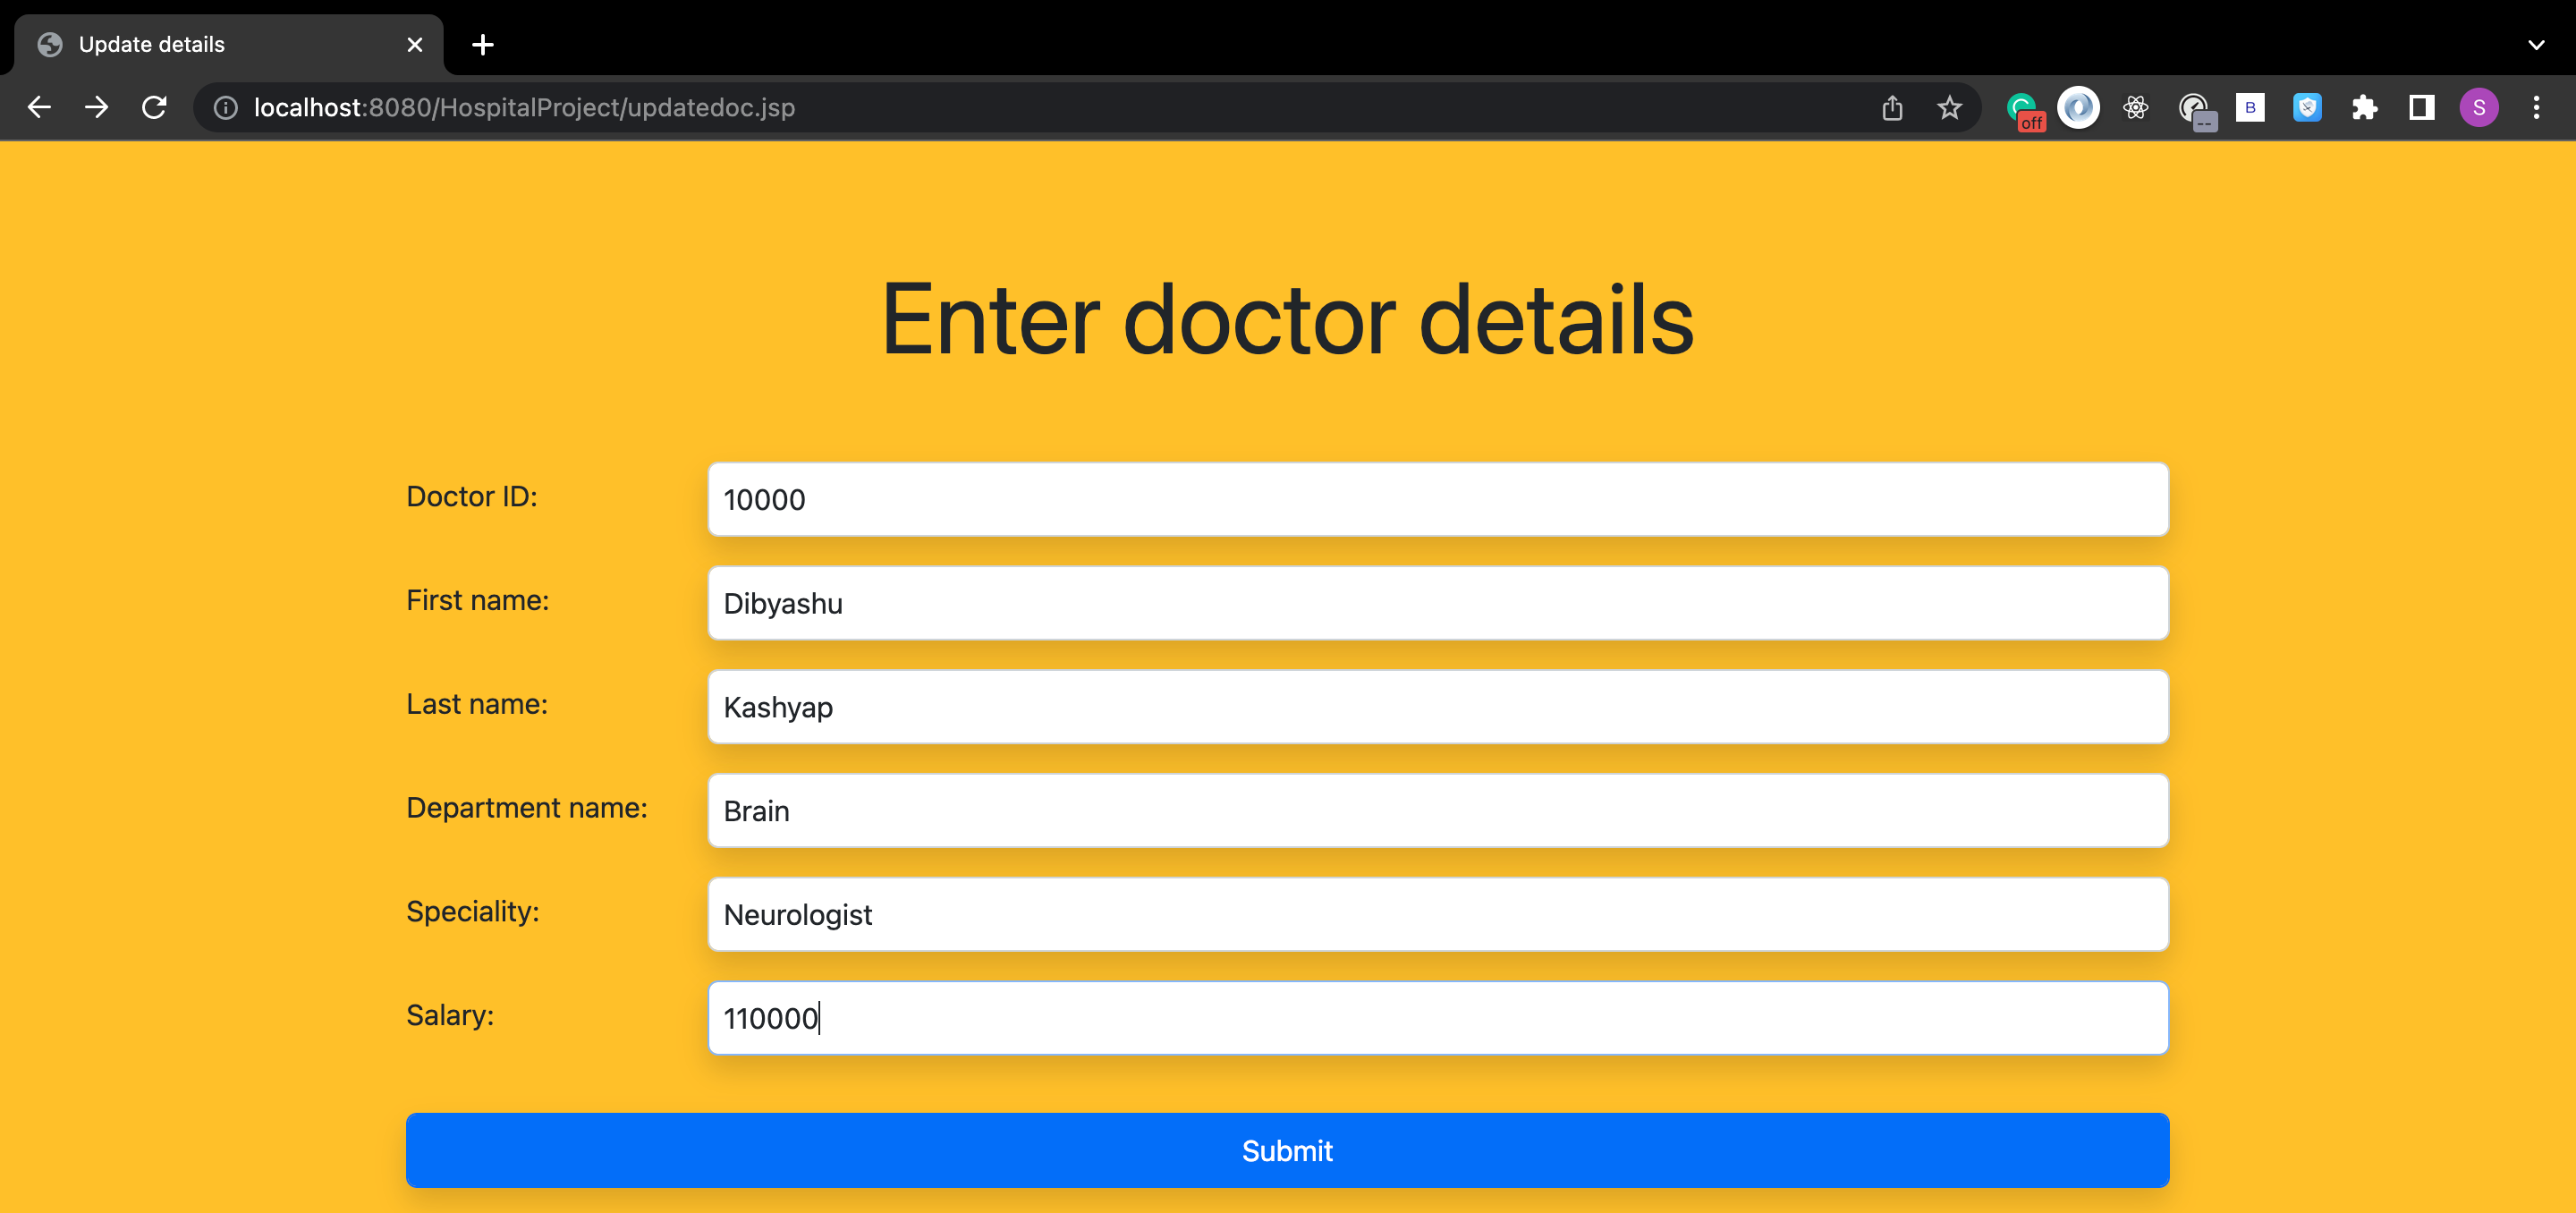 Update details
localhost:8080/HospitalProject/updatedoc.jsp
off
--
B
S
Enter doctor details
Doctor ID: 10000
First name: Dibyashu
Last name: Kashyap
Department name: Brain
Speciality: Neurologist
Salary: 110000
Submit